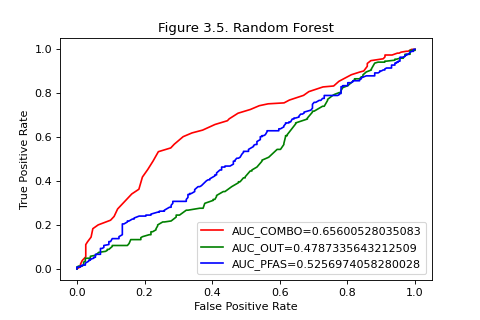 Figure 3.5. Random Forest
1.0
0.8
0.6
0.4
0.2
0.0
True Positive Rate
AUC_COMBO=0.65600528035083
AUC_OUT=0.4787335643212509
AUC_PFAS=0.5256974058280028
0.0 0.2 0.4 0.6 0.8 1.0
False Positive Rate